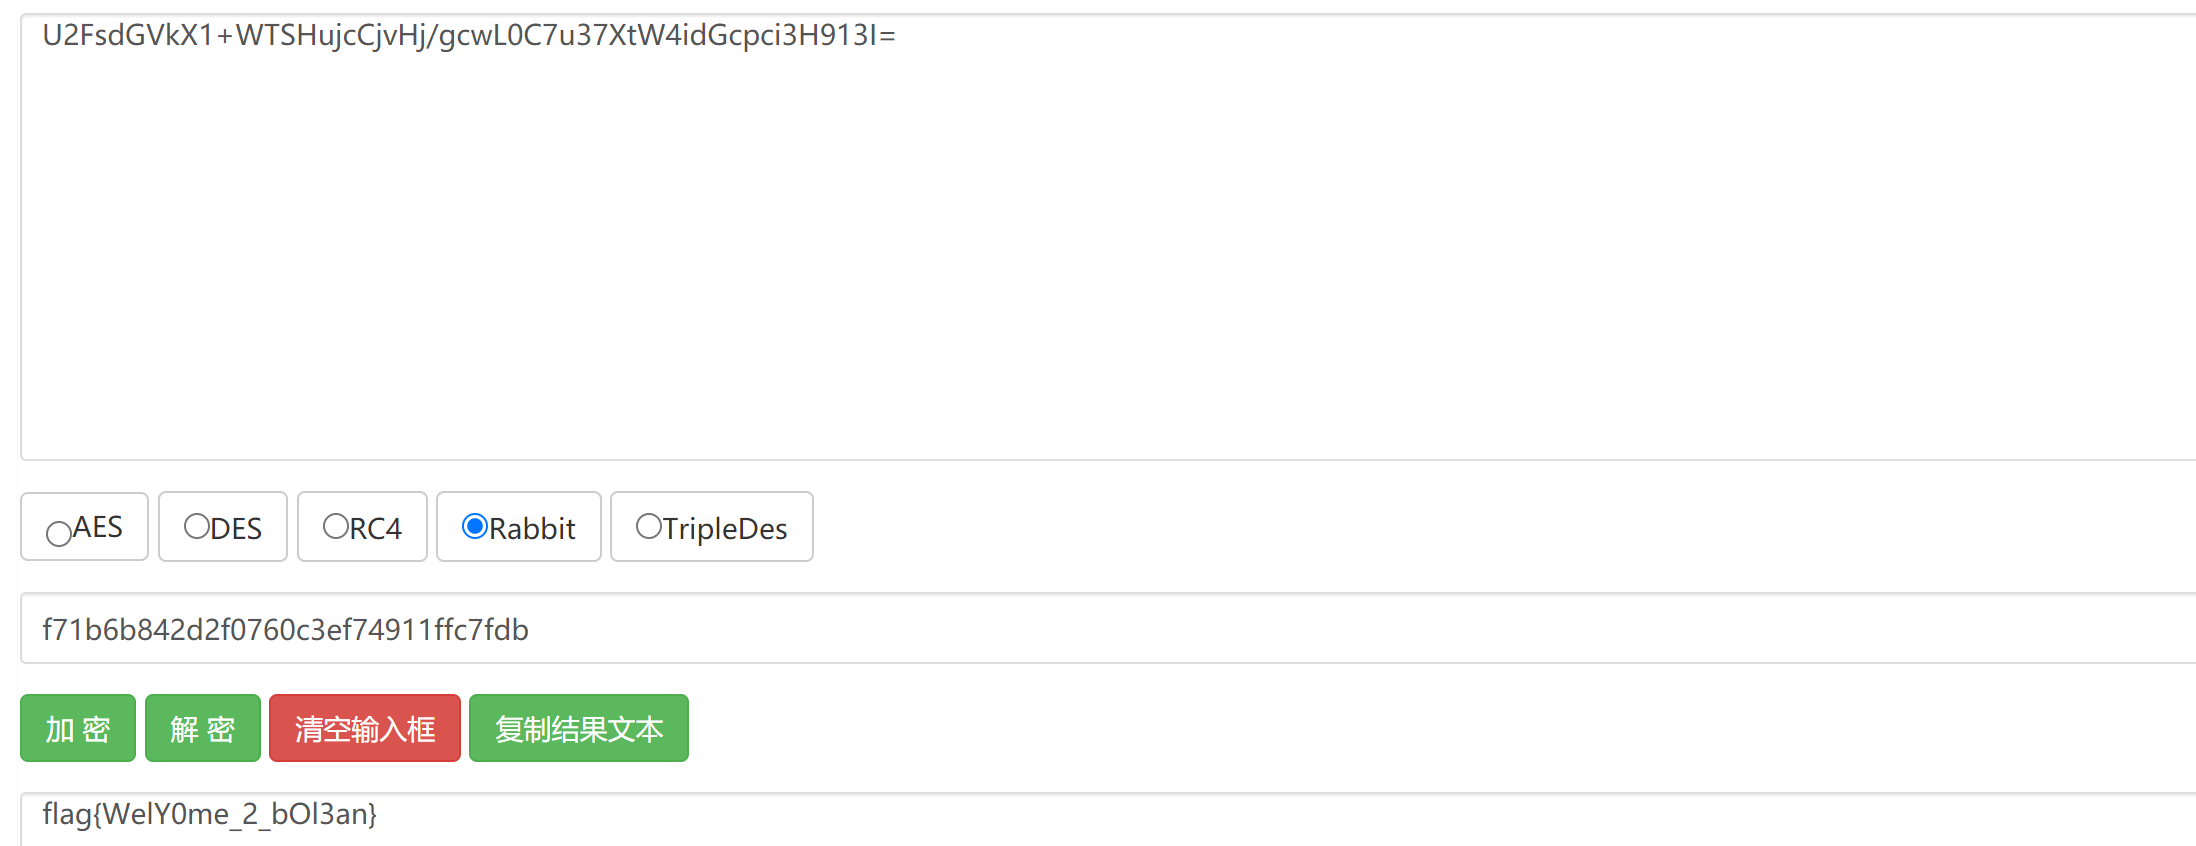 U2FsdGVkX1+WTSHujcCjvHj/gcwL0C7u37XtW4idGcpci3H913I=
AES DES RC4 Rabbit TripleDes
f71b6b842d2f0760c3ef74911ffc7fdb
加 密 解 密 清空输入框 复制结果文本
flag{WelY0me_2_bOl3an}